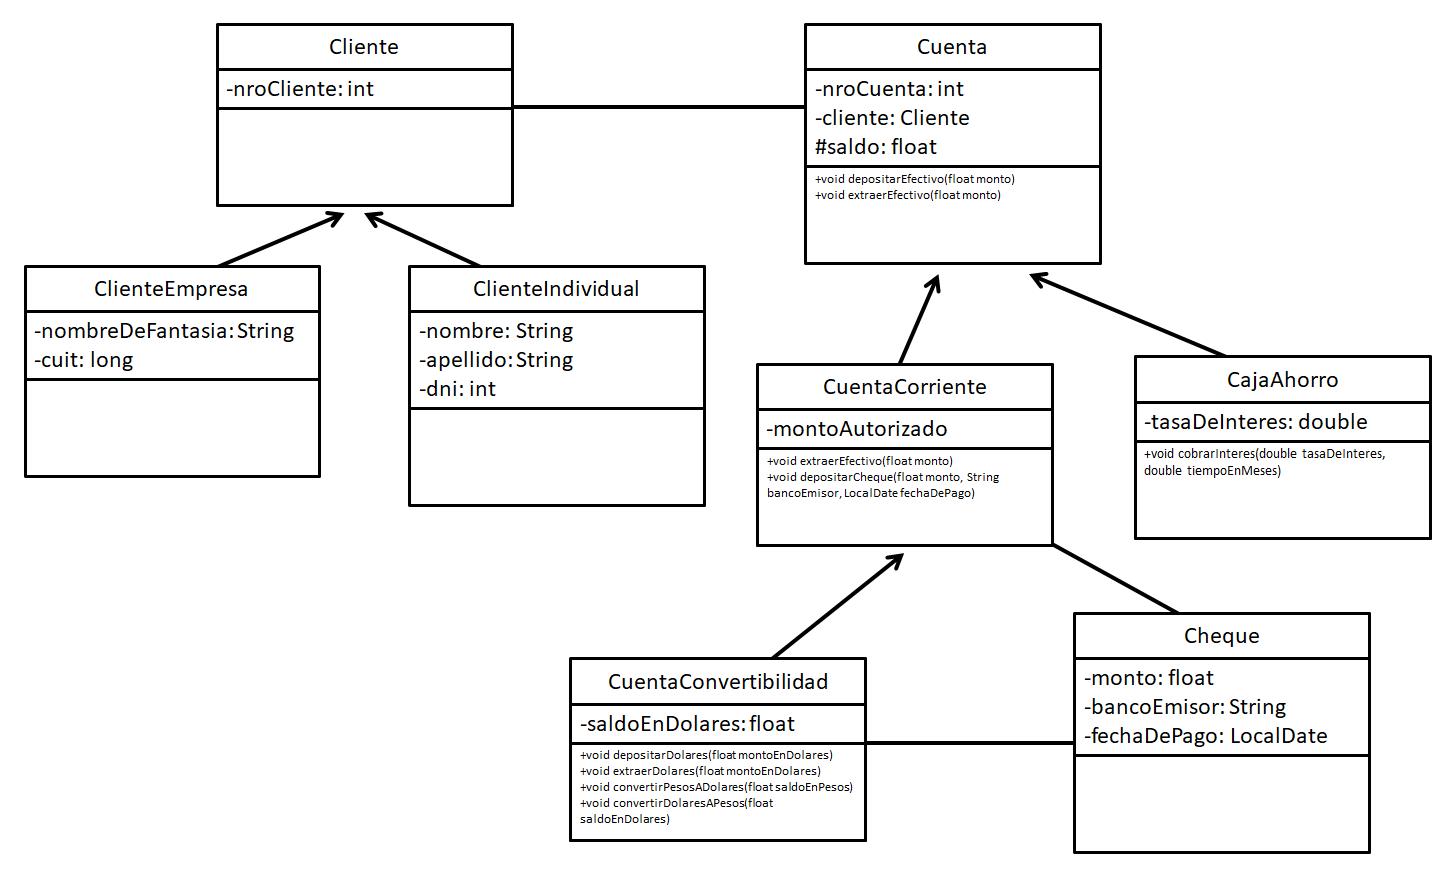 Cliente
-nroCliente: int
Cuenta
-nroCuenta: int
-cliente: Cliente
#saldo: float
+void depositarEfectivo(float monto)
+void extraerEfectivo(float monto)
ClienteEmpresa
-nombreDeFantasia: String
-cuit: long
ClienteIndividual
-nombre: String
-apellido: String
-dni: int
CuentaCorriente
-montoAutorizado
+void extraerEfectivo(float monto)
+void depositarCheque(float monto, String
bancoEmisor, LocalDate fechaDePago)
CajaAhorro
-tasaDeInteres: double
+void cobrarInteres(double tasaDeInteres,
double tiempoEnMeses)
CuentaConvertibilidad
-saldoEnDolares: float
+void depositarDolares(float montoEnDolares)
+void extraerDolares(float montoEnDolares)
+void convertirPesosADolares(float saldoEnPesos)
+void convertirDolaresAPesos(float
saldoEnDolares)
Cheque
-monto: float
-bancoEmisor: String
-fechaDePago: LocalDate